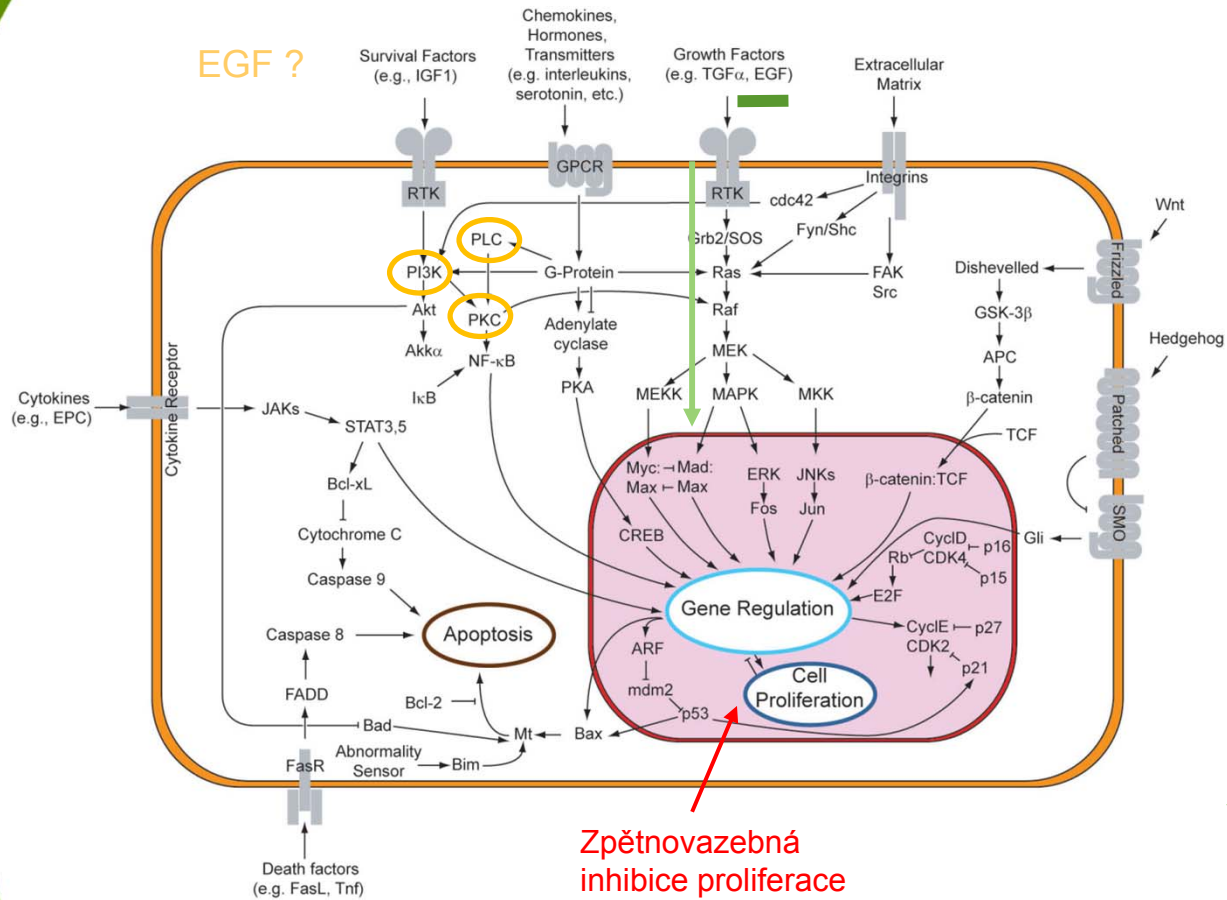 EGF ?
Survival Factors
(e.g., IGF1)
Chemokines,
Hormones,
Transmitters
(e.g. interleukins,
serotonin, etc.)
Growth Factors
(e.g. TGFα, EGF)
Extracellular
Matrix
RTK
GPCR
RTK
Integrins
cdc42
Fyn/Shc
Grb2/SOS
PLC
PI3K
G-Protein
Ras
FAK
Src
Akt
PKC
Raf
Akkα
NF-κB
IκB
Adenylate
cyclase
PKA
MEK
MEKK
MAPK
MKK
Wnt
Frizzled
Dishevelled
GSK-3β
APC
β-catenin
TCF
Hedgehog
Patched
SMO
Gli
Cytokines
(e.g., EPC)
Cytokine Receptor
JAKs
STAT3,5
Bcl-xL
Cytochrome C
Caspase 9
Caspase 8
Apoptosis
FADD
Bcl-2
Bad
Mt
Bax
Abnormality
Sensor
Bim
FasR
Death factors
(e.g. FasL, Tnf)
Myc:
Max
Mad:
Max
ERK
Fos
JNKs
Jun
β-catenin:TCF
CREB
CyclD
CDK4
p16
p15
Rb
E2F
Gene Regulation
CyclE
CDK2
p27
p21
ARF
mdm2
p53
Cell
Proliferation
Zpětnovazebná
inhibice proliferace